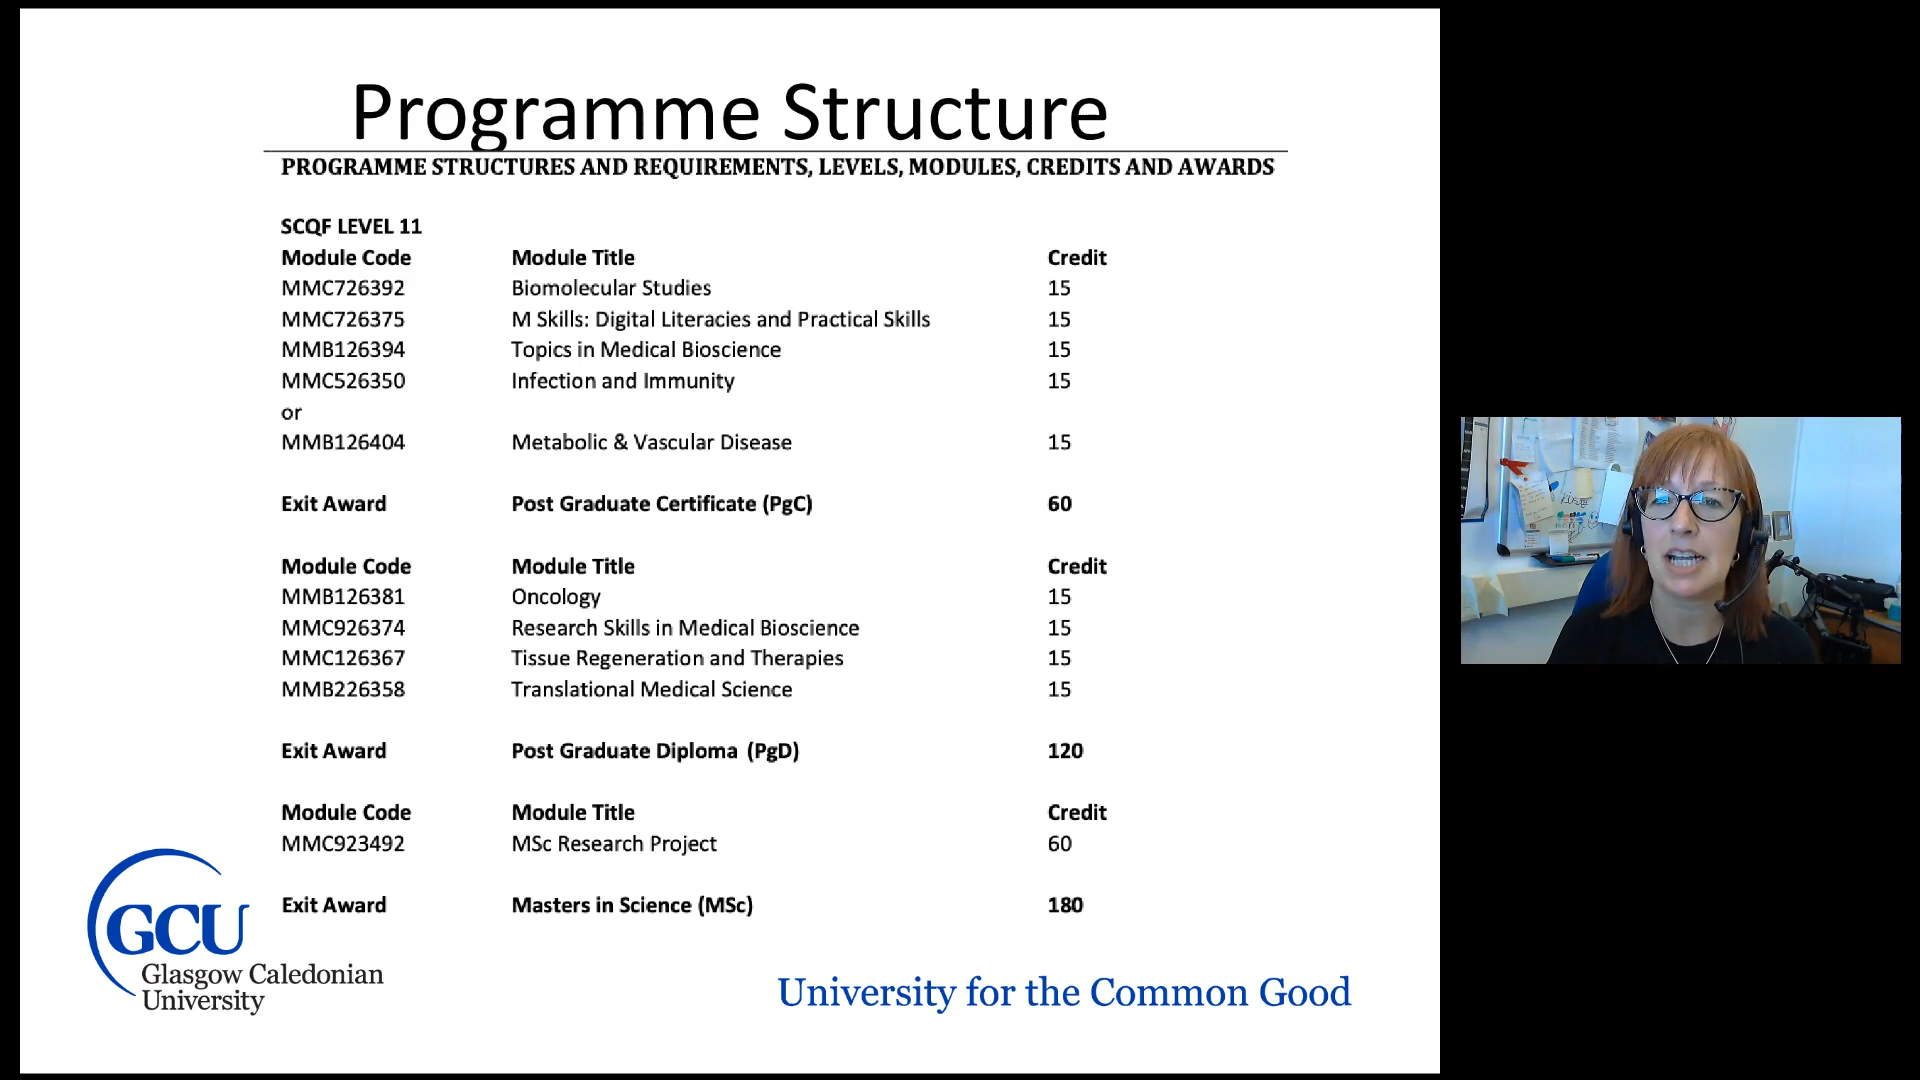 Programme Structure
PROGRAMME STRUCTURES AND REQUIREMENTS, LEVELS, MODULES, CREDITS AND AWARDS
SCQF LEVEL 11
Module Code Module Title Credit
MMC726392 Biomolecular Studies 15
MMC726375 M Skills: Digital Literacies and Practical Skills 15
MMB126394 Topics in Medical Bioscience 15
MMC526350 Infection and Immunity 15
or
MMB126404 Metabolic & Vascular Disease 15
Exit Award Post Graduate Certificate (PgC) 60
Module Code Module Title Credit
MMB126381 Oncology 15
MMC926374 Research Skills in Medical Bioscience 15
MMC126367 Tissue Regeneration and Therapies 15
MMB226358 Translational Medical Science 15
Exit Award Post Graduate Diploma (PgD) 120
Module Code Module Title Credit
MMC923492 MSc Research Project 60
Exit Award Masters in Science (MSc) 180
GCU
Glasgow Caledonian
University
University for the Common Good